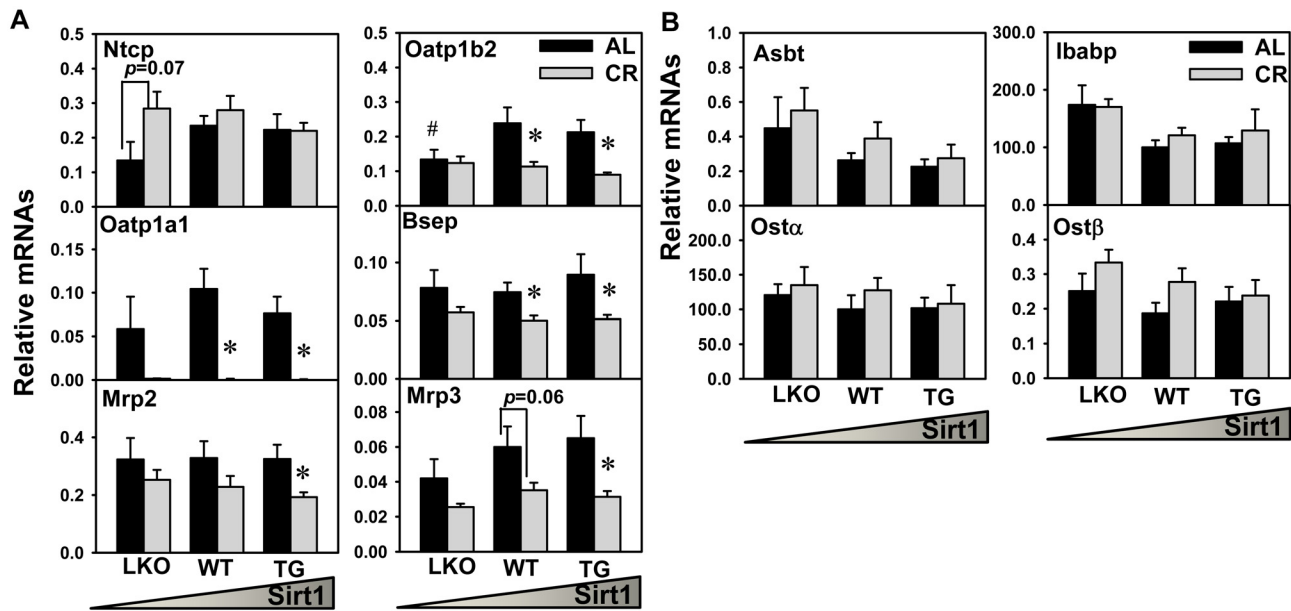 A
Relative mRNAs
Ntcp
p=0.07
0.5
0.4
0.3
0.2
0.1
0.0
Oatp1b2
AL
CR
#
*
*
0.5
0.4
0.3
0.2
0.1
0.0
Oatp1a1
*
*
0.10
0.05
0.00
Bsep
*
*
0.10
0.05
0.00
Mrp2
*
0.4
0.2
0.0
LKO WT TG
Sirt1
Mrp3
p=0.06
*
0.08
0.06
0.04
0.02
0.00
LKO WT TG
Sirt1
B
Relative mRNAs
Asbt
1.0
0.8
0.6
0.4
0.2
0.0
Ibabp
AL
CR
300.0
200.0
100.0
0.0
Ostα
200.0
150.0
100.0
50.0
0.0
LKO WT TG
Sirt1
Ostβ
0.4
0.3
0.2
0.1
0.0
LKO WT TG
Sirt1